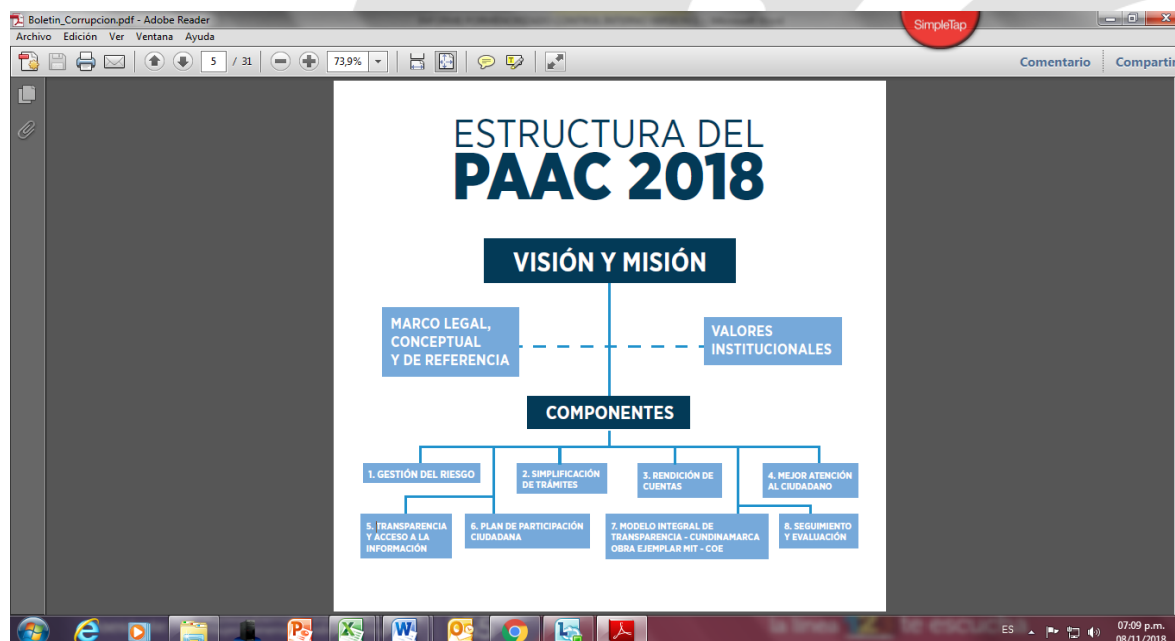 Boletin_Corrupcion.pdf - Adobe Reader
SimpleTap
Archivo Edición Ver Ventana Ayuda
5 / 31 73,9% Comentario Compartir
ESTRUCTURA DEL
PAAC 2018
VISIÓN Y MISIÓN
MARCO LEGAL,
CONCEPTUAL
Y DE REFERENCIA
VALORES
INSTITUCIONALES
COMPONENTES
1. GESTIÓN DEL RIESGO
2. SIMPLIFICACIÓN
DE TRÁMITES
3. RENDICIÓN DE
CUENTAS
4. MEJOR ATENCIÓN
AL CIUDADANO
5. TRANSPARENCIA
Y ACCESO A LA
INFORMACIÓN
6. PLAN DE PARTICIPACIÓN
CIUDADANA
7. MODELO INTEGRAL DE
TRANSPARENCIA - CUNDINAMARCA
OBRA EJEMPLAR MIT - COE
8. SEGUIMIENTO
Y EVALUACIÓN
ES 07:09 p.m.
08/11/2018